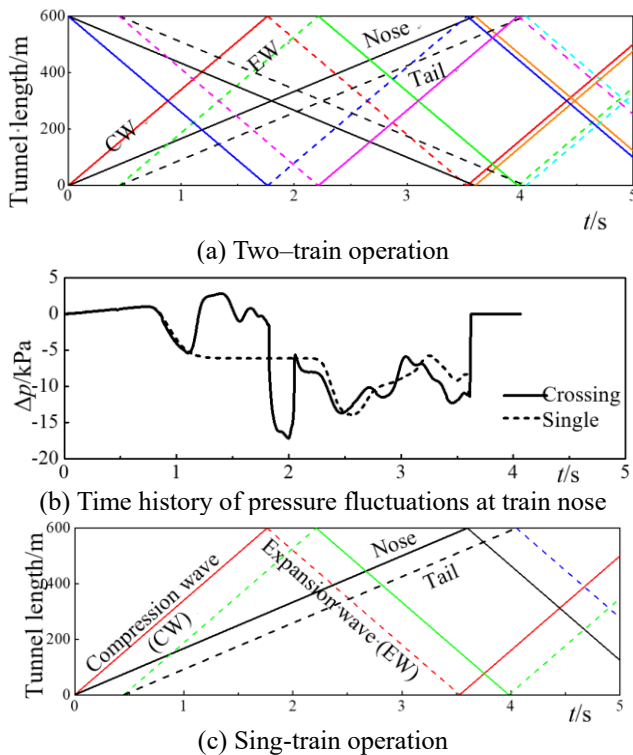 600
400
200
0
Tunnel·length/m
CW
EW
Nose
Tail
0 1 2 3 4 5
t/s
(a) Two–train operation
5
0
-5
-10
-15
-20
Δp/kPa
Crossing
Single
0 1 2 3 4 5
t/s
(b) Time history of pressure fluctuations at train nose
600
400
200
0
Tunnel length/m
Compression wave
(CW)
Expansion wave (EW)
Nose
Tail
0 1 2 3 4 5
t/s
(c) Sing-train operation